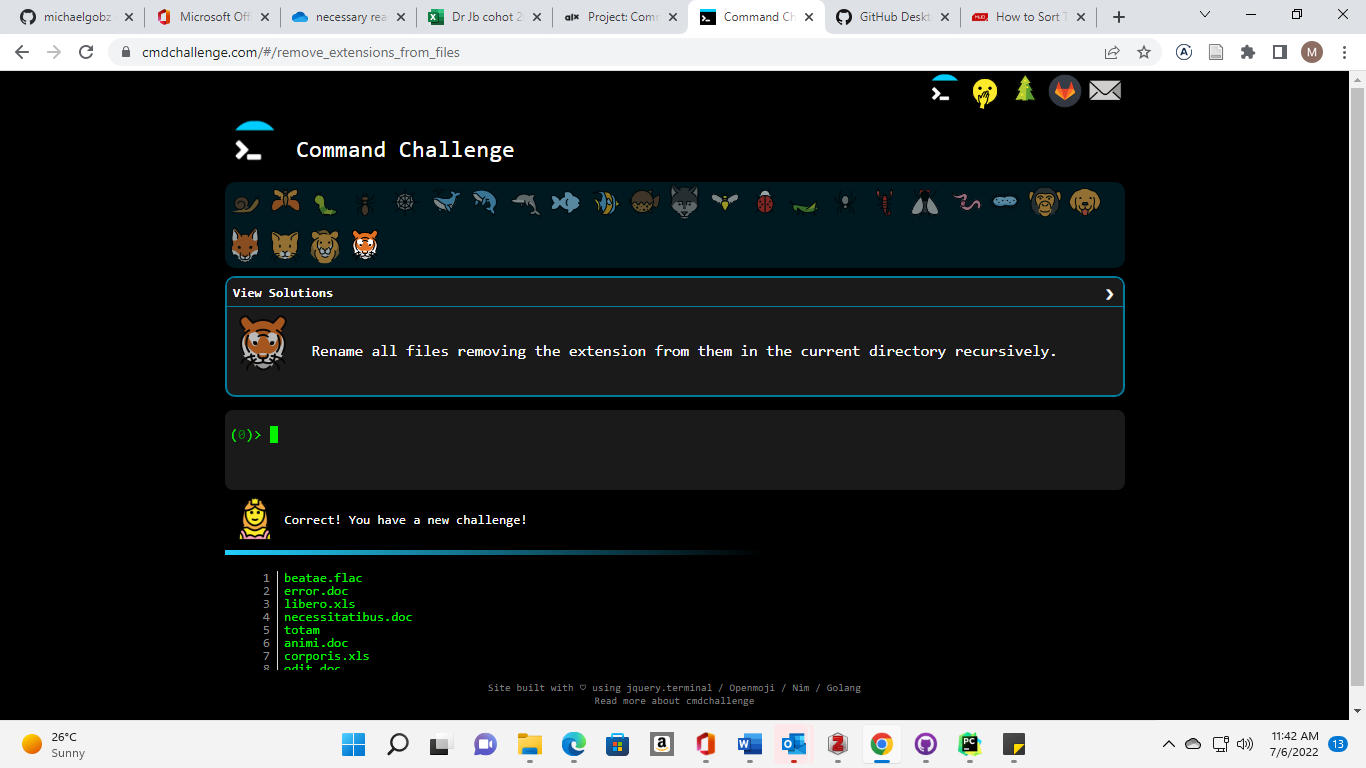 michaelgobz
Microsoft Off
necessary rea
Dr Jb cohot 2
alx Project: Com
Command Ch
GitHub Deskt
How to Sort T
cmdchallenge.com/#/remove_extensions_from_files
A
M
Command Challenge
View Solutions
Rename all files removing the extension from them in the current directory recursively.
(0)>
Correct! You have a new challenge!
1 beatae.flac
2 error.doc
3 libero.xls
4 necessitatibus.doc
5 totam
6 animi.doc
7 corporis.xls
8 odit.doc
Site built with ♡ using jquery.terminal / Openmoji / Nim / Golang
Read more about cmdchallenge
26°C
Sunny
11:42 AM
7/6/2022
13